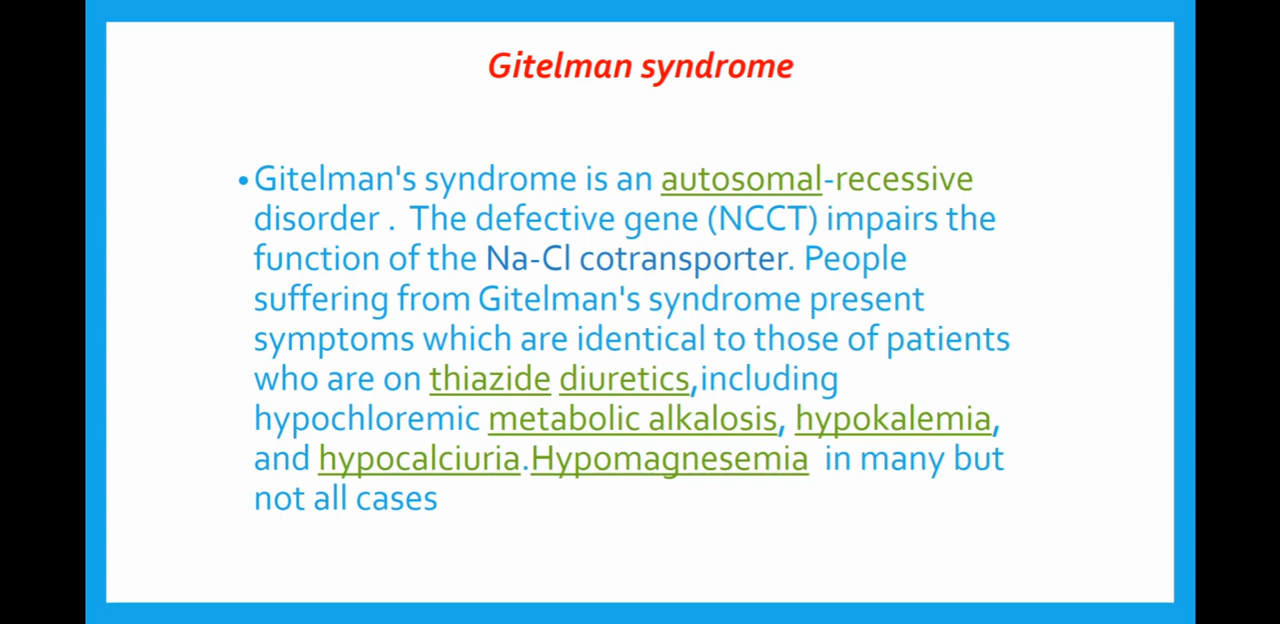 Gitelman syndrome
• Gitelman's syndrome is an autosomal-recessive
disorder . The defective gene (NCCT) impairs the
function of the Na-Cl cotransporter. People
suffering from Gitelman's syndrome present
symptoms which are identical to those of patients
who are on thiazide diuretics,including
hypochloremic metabolic alkalosis, hypokalemia,
and hypocalciuria.Hypomagnesemia in many but
not all cases